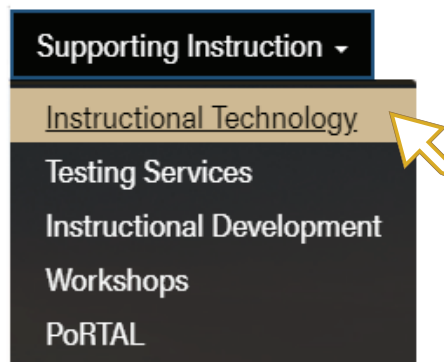 Supporting Instruction
Instructional Technology
Testing Services
Instructional Development
Workshops
PoRTAL